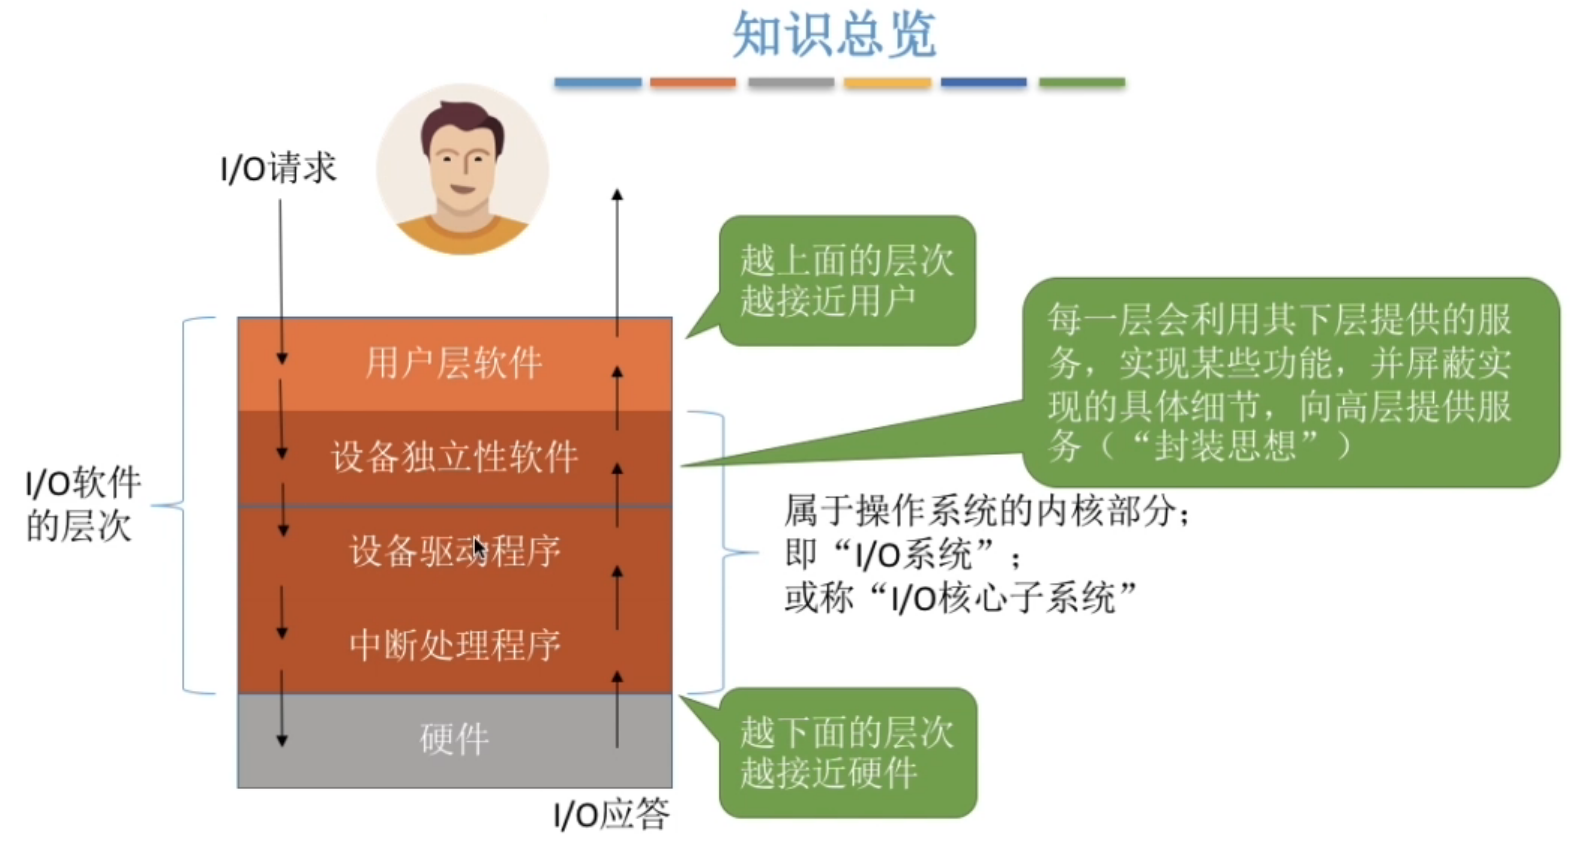 知识总览
I/O请求
越上面的层次
越接近用户
每一层会利用其下层提供的服
务，实现某些功能，并屏蔽实
现的具体细节，向高层提供服
务（“封装思想”）
用户层软件
设备独立性软件
设备驱动程序
中断处理程序
硬件
I/O软件
的层次
属于操作系统的内核部分；
即“I/O系统”；
或称“I/O核心子系统”
越下面的层次
越接近硬件
I/O应答